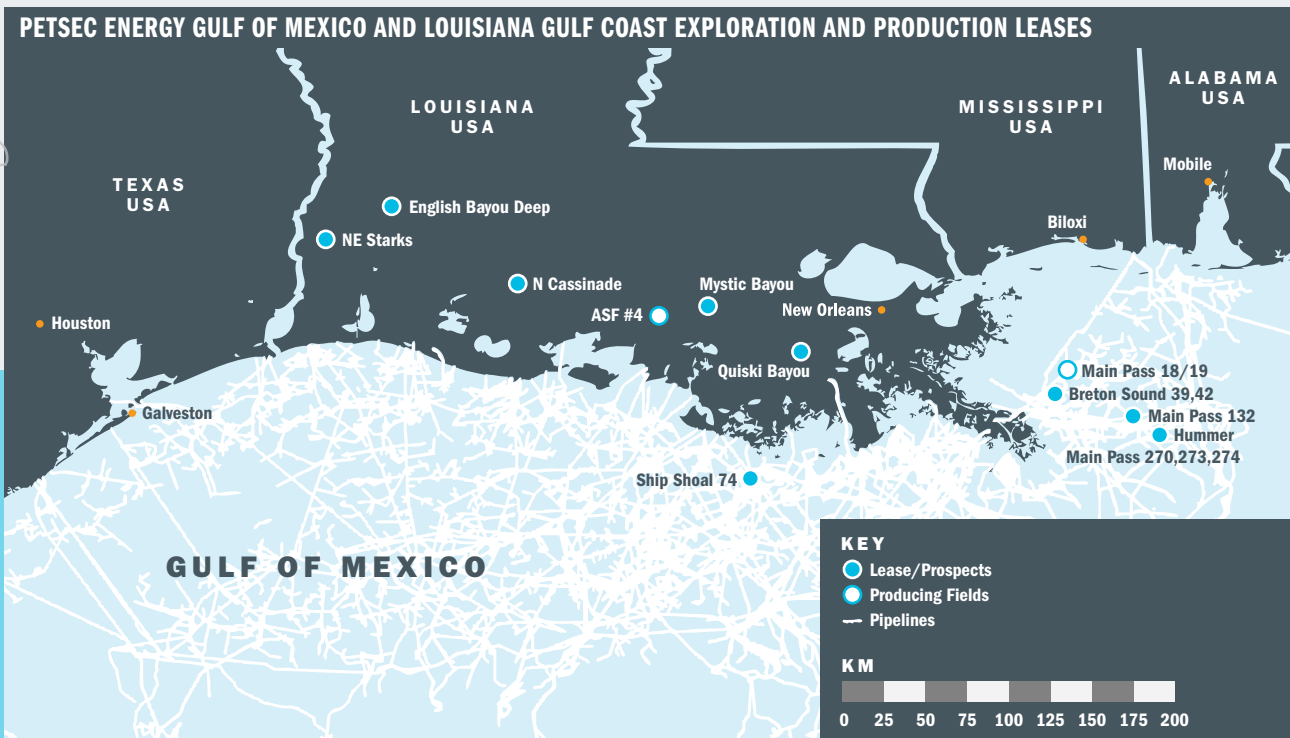 PETSEC ENERGY GULF OF MEXICO AND LOUISIANA GULF COAST EXPLORATION AND PRODUCTION LEASES
ALABAMA
USA
LOUISIANA
USA
MISSISSIPPI
USA
Mobile
TEXAS
USA
English Bayou Deep
Biloxi
NE Starks
N Cassinade
Mystic Bayou
ASF #4
New Orleans
Houston
Quiski Bayou
Main Pass 18/19
Breton Sound 39,42
Galveston
Main Pass 132
Hummer
Main Pass 270,273,274
Ship Shoal 74
GULF OF MEXICO
KEY
Lease/Prospects
Producing Fields
Pipelines
KM
0 25 50 75 100 125 150 175 200